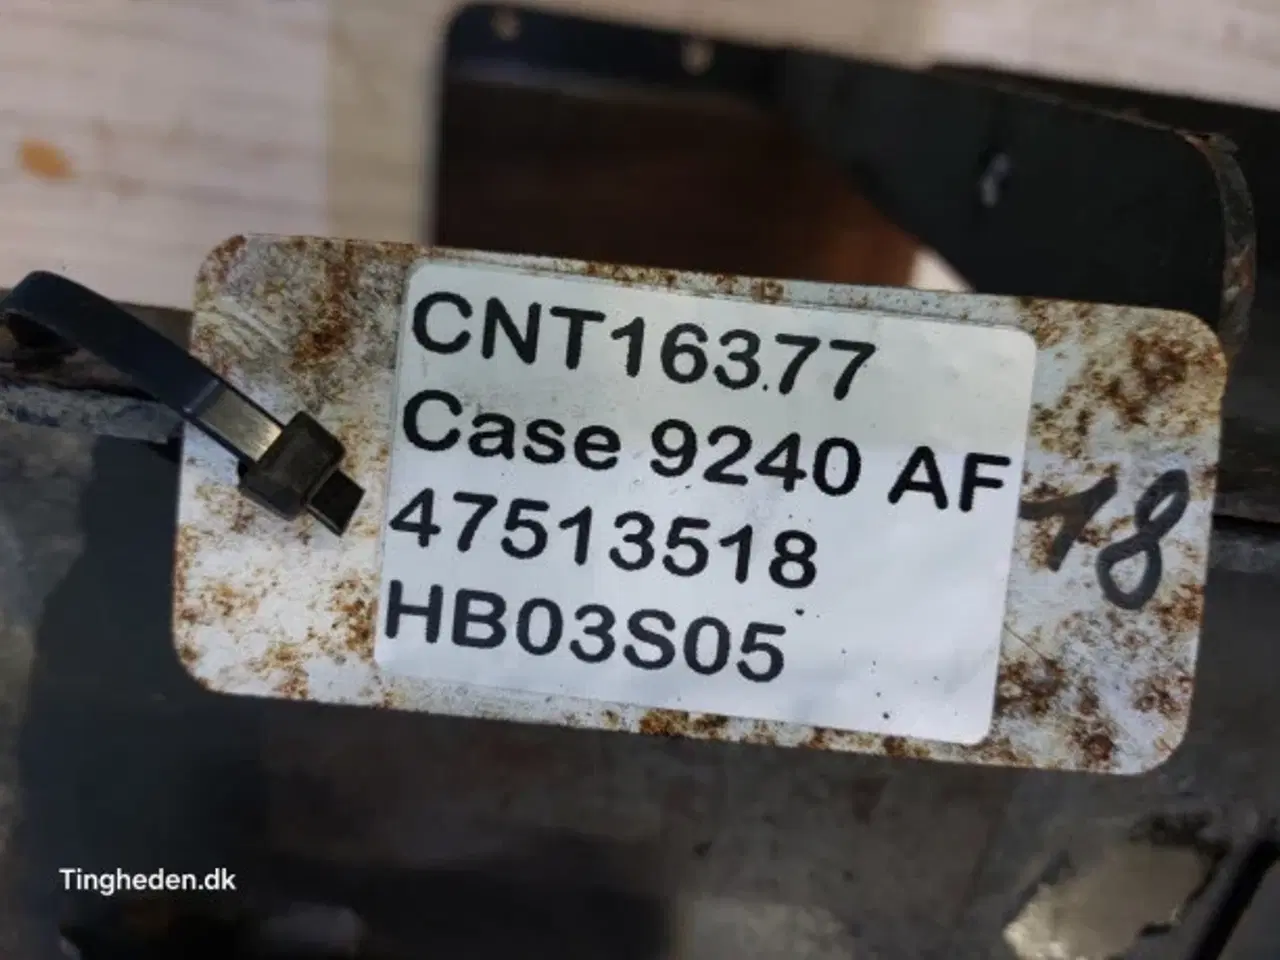 CNT16377
Case 9240 AF
47513518
HB03S05
18
Tingheden.dk